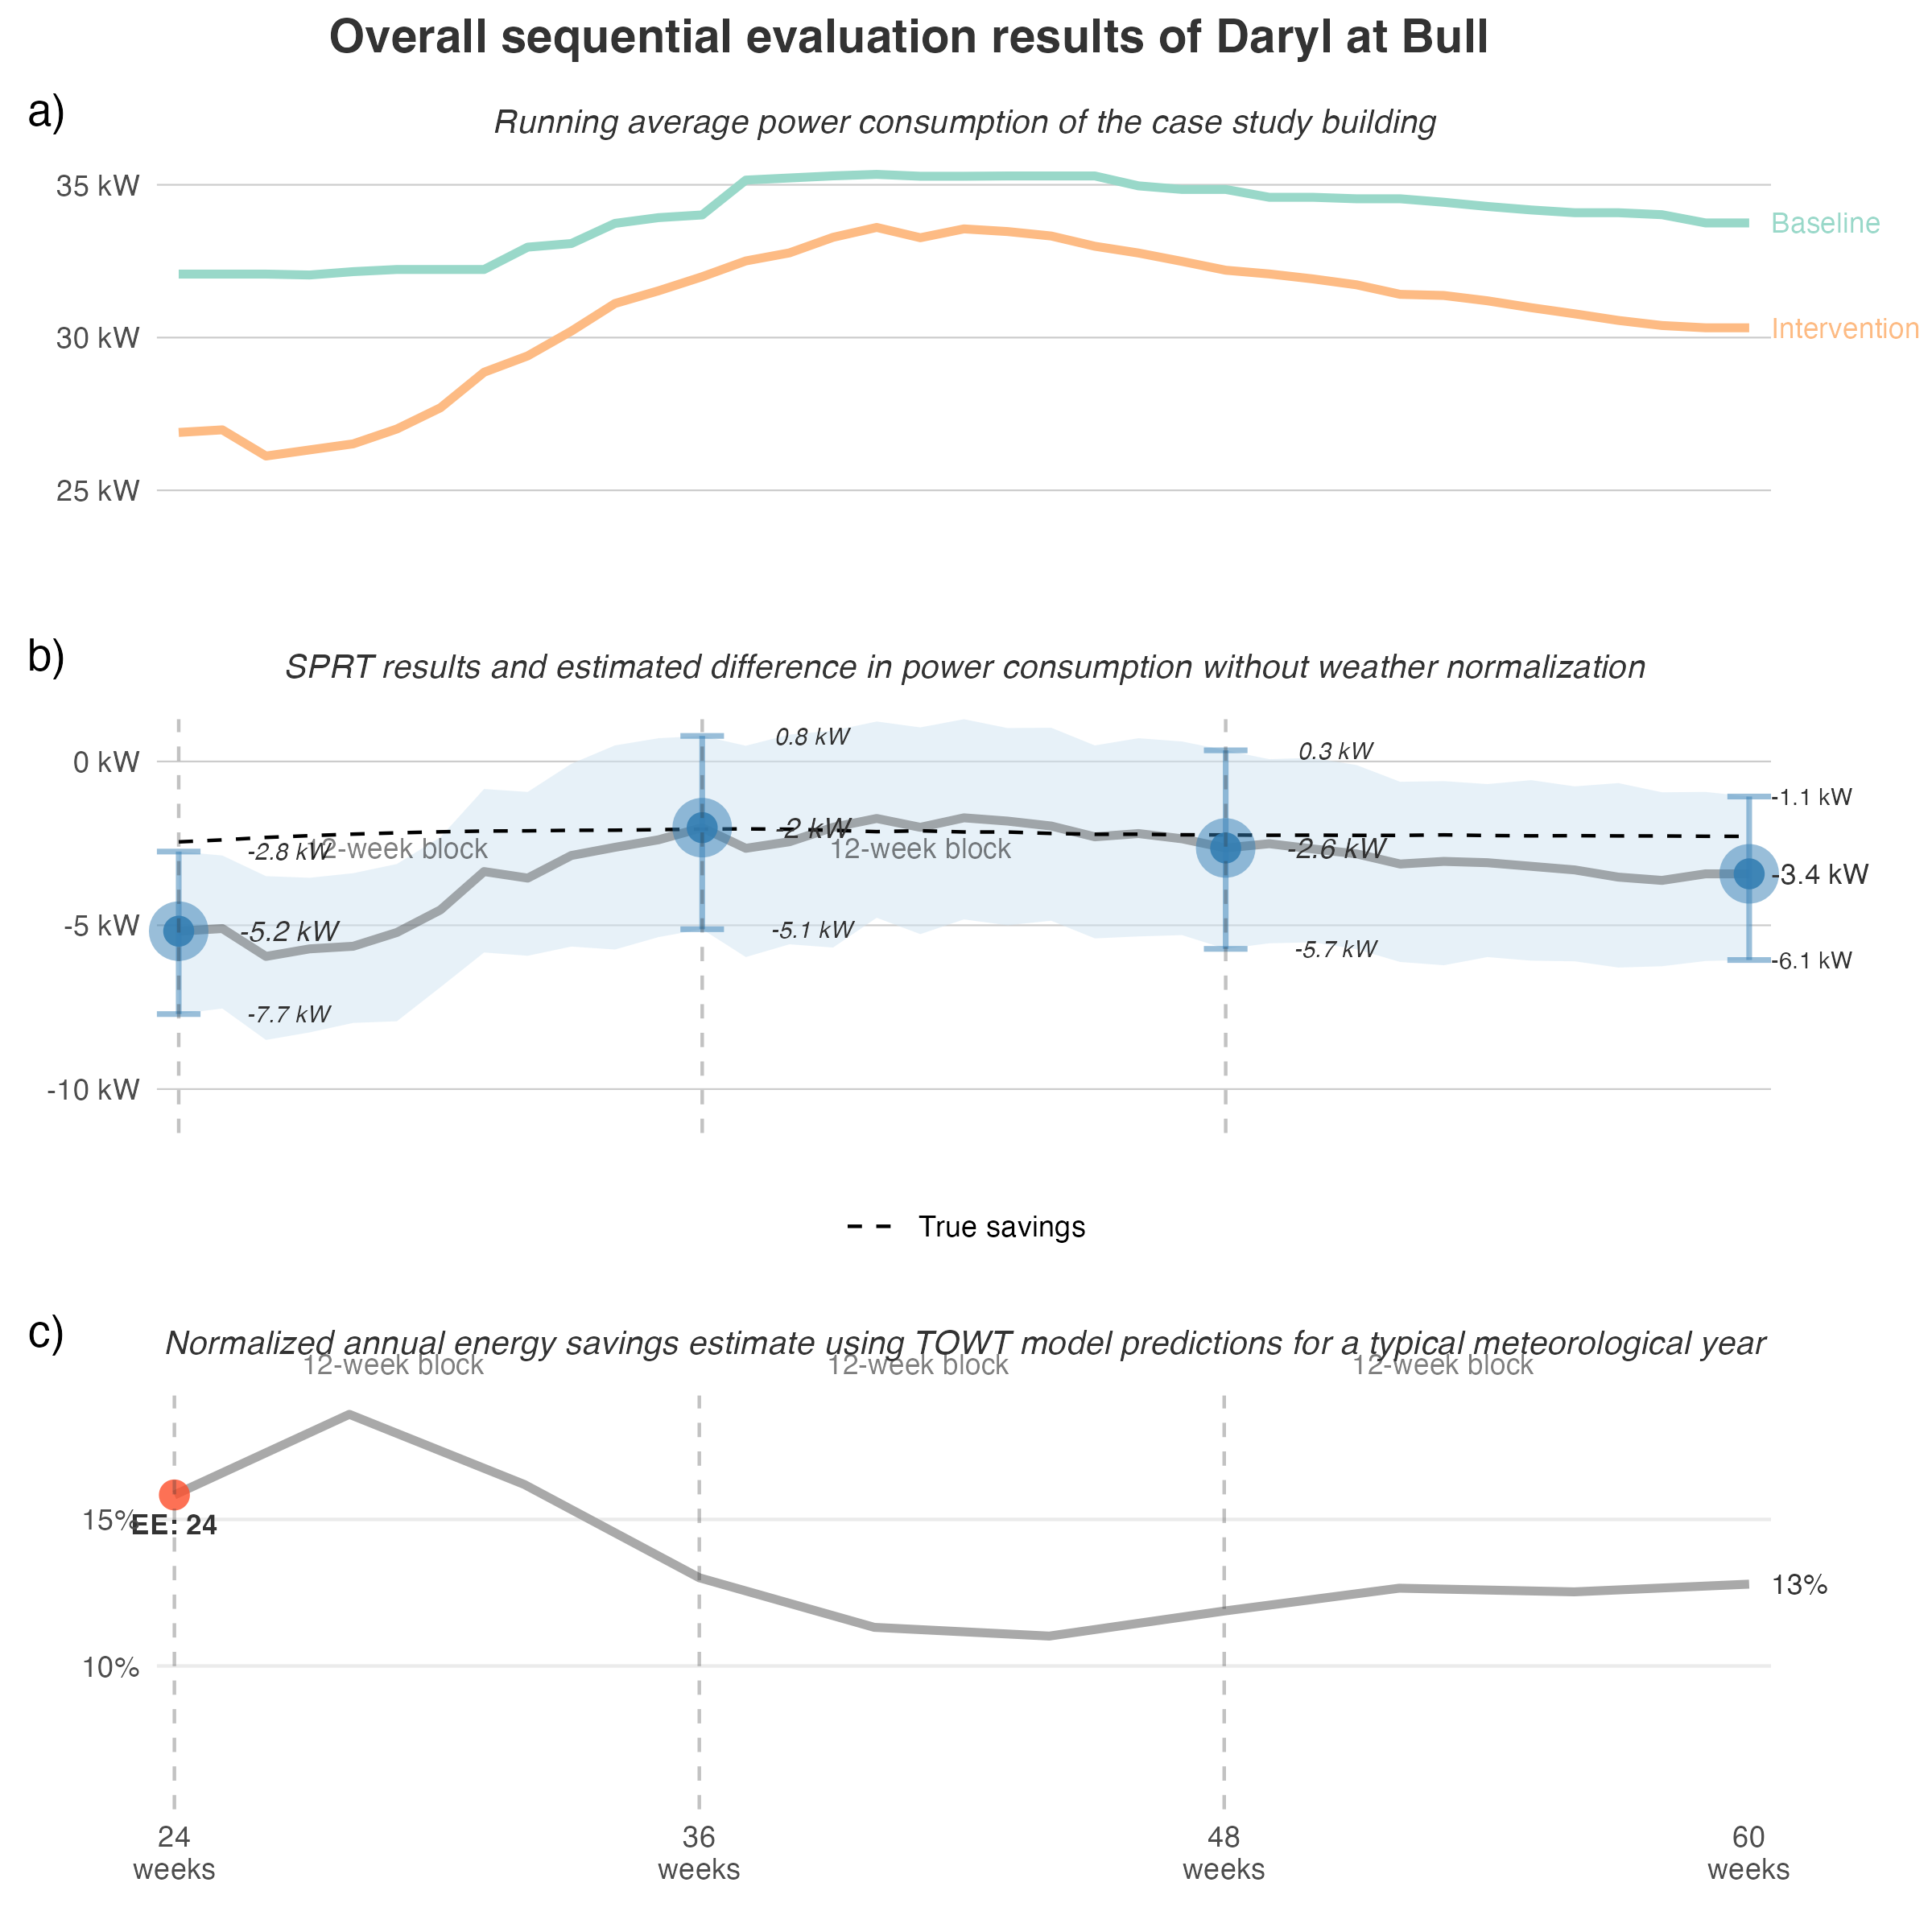 Overall sequential evaluation results of Daryl at Bull
a)
Running average power consumption of the case study building
35 kW
30 kW
25 kW
Baseline
Intervention
b)
SPRT results and estimated difference in power consumption without weather normalization
0 kW
-5 kW
-10 kW
12-week block
12-week block
-2.8 kW
-5.2 kW
-7.7 kW
0.8 kW
-2 kW
-5.1 kW
0.3 kW
-2.6 kW
-5.7 kW
-1.1 kW
-3.4 kW
-6.1 kW
True savings
c)
Normalized annual energy savings estimate using TOWT model predictions for a typical meteorological year
12-week block
12-week block
12-week block
15%
10%
EE: 24
13%
24
weeks
36
weeks
48
weeks
60
weeks